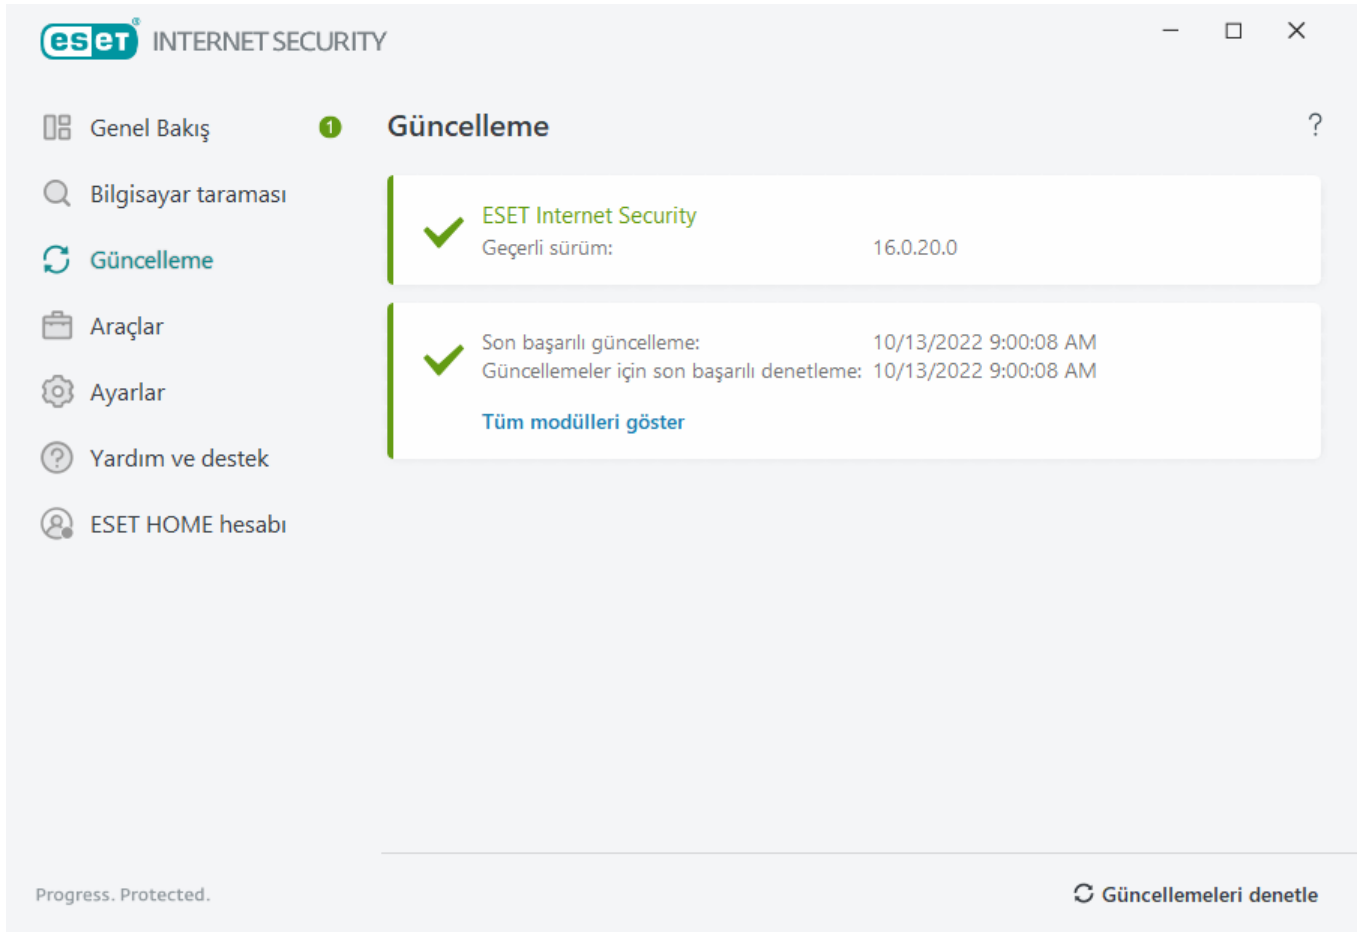 eset® INTERNET SECURITY
Genel Bakış 1
Bilgisayar taraması
Güncelleme
Araçlar
Ayarlar
Yardım ve destek
ESET HOME hesabı
Güncelleme ?
ESET Internet Security
Geçerli sürüm: 16.0.20.0
Son başarılı güncelleme: 10/13/2022 9:00:08 AM
Güncellemeler için son başarılı denetleme: 10/13/2022 9:00:08 AM
Tüm modülleri göster
Progress. Protected.
Güncellemeleri denetle